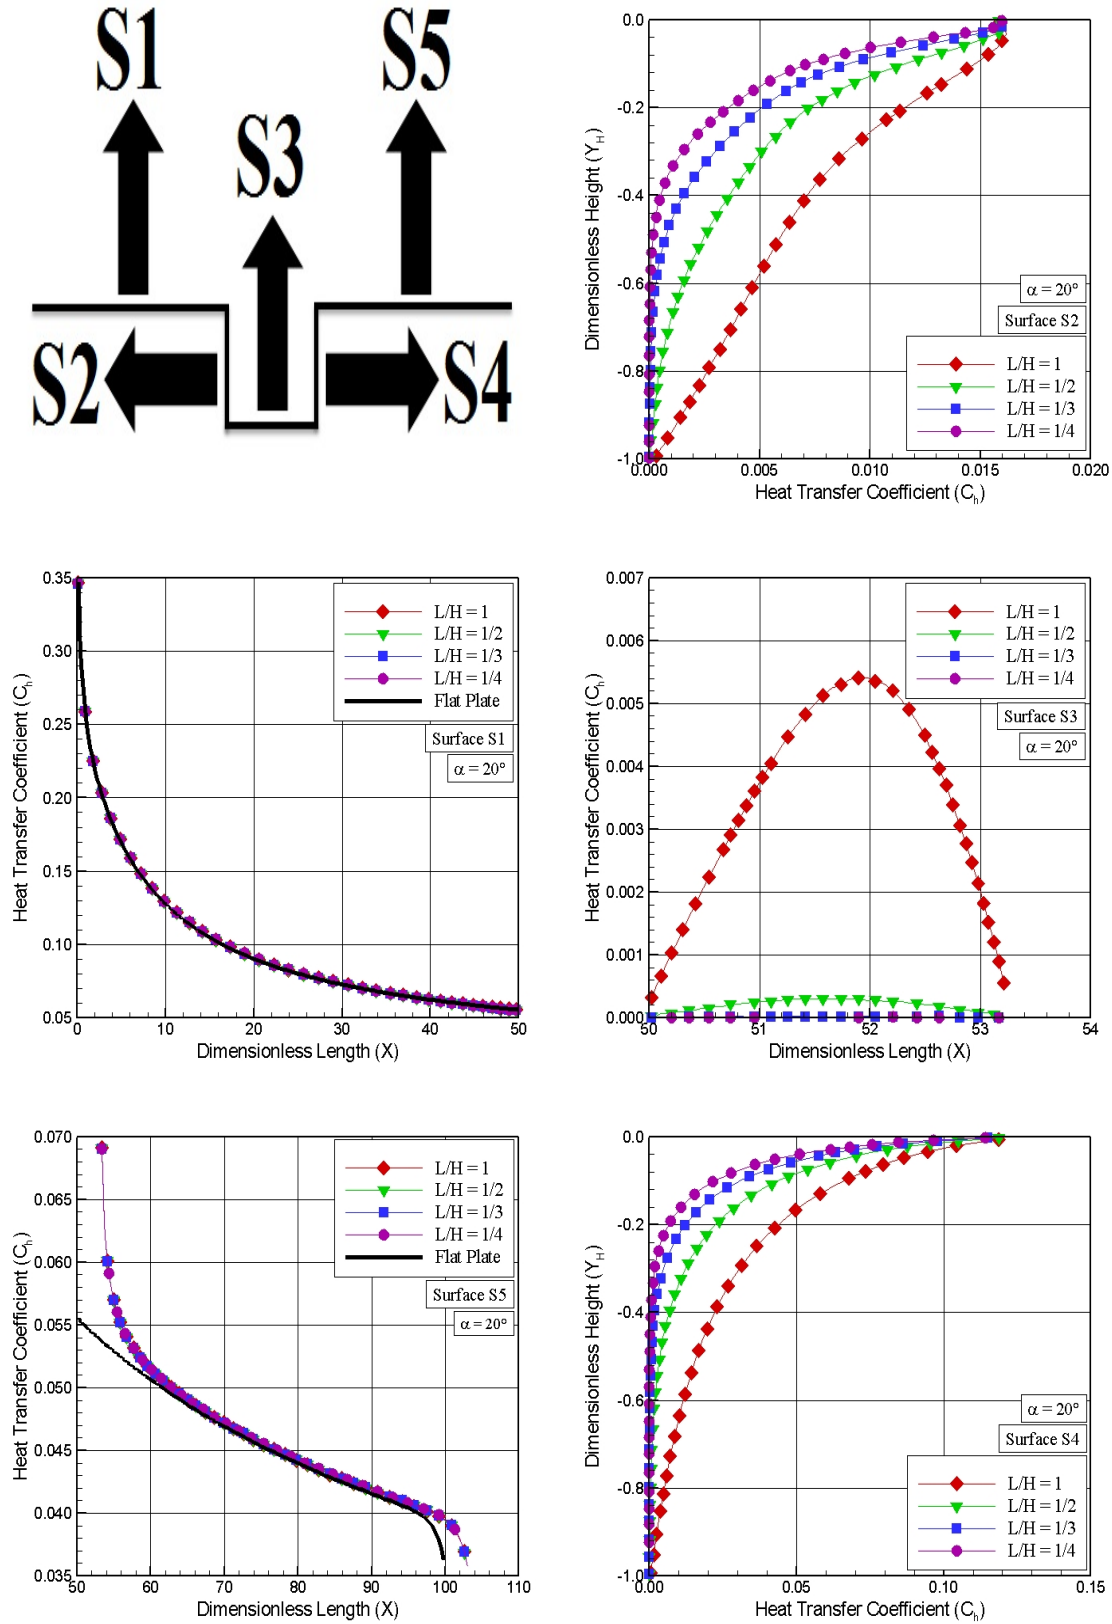 S1
S5
S3
S2
S4
0.0
-0.2
-0.4
-0.6
-0.8
-1.0
Dimensionless Height (Y_H)
α = 20°
Surface S2
L/H = 1
L/H = 1/2
L/H = 1/3
L/H = 1/4
0.000 0.005 0.010 0.015 0.020
Heat Transfer Coefficient (C_h)
0.35
0.30
0.25
0.20
0.15
0.10
0.05
Heat Transfer Coefficient (C_h)
L/H = 1
L/H = 1/2
L/H = 1/3
L/H = 1/4
Flat Plate
Surface S1
α = 20°
0 10 20 30 40 50
Dimensionless Length (X)
0.007
0.006
0.005
0.004
0.003
0.002
0.001
0.000
Heat Transfer Coefficient (C_h)
L/H = 1
L/H = 1/2
L/H = 1/3
L/H = 1/4
Surface S3
α = 20°
50 51 52 53 54
Dimensionless Length (X)
0.070
0.065
0.060
0.055
0.050
0.045
0.040
0.035
Heat Transfer Coefficient (C_h)
L/H = 1
L/H = 1/2
L/H = 1/3
L/H = 1/4
Flat Plate
Surface S5
α = 20°
50 60 70 80 90 100 110
Dimensionless Length (X)
0.0
-0.2
-0.4
-0.6
-0.8
-1.0
Dimensionless Height (Y_H)
α = 20°
Surface S4
L/H = 1
L/H = 1/2
L/H = 1/3
L/H = 1/4
0.00 0.05 0.10 0.15
Heat Transfer Coefficient (C_h)